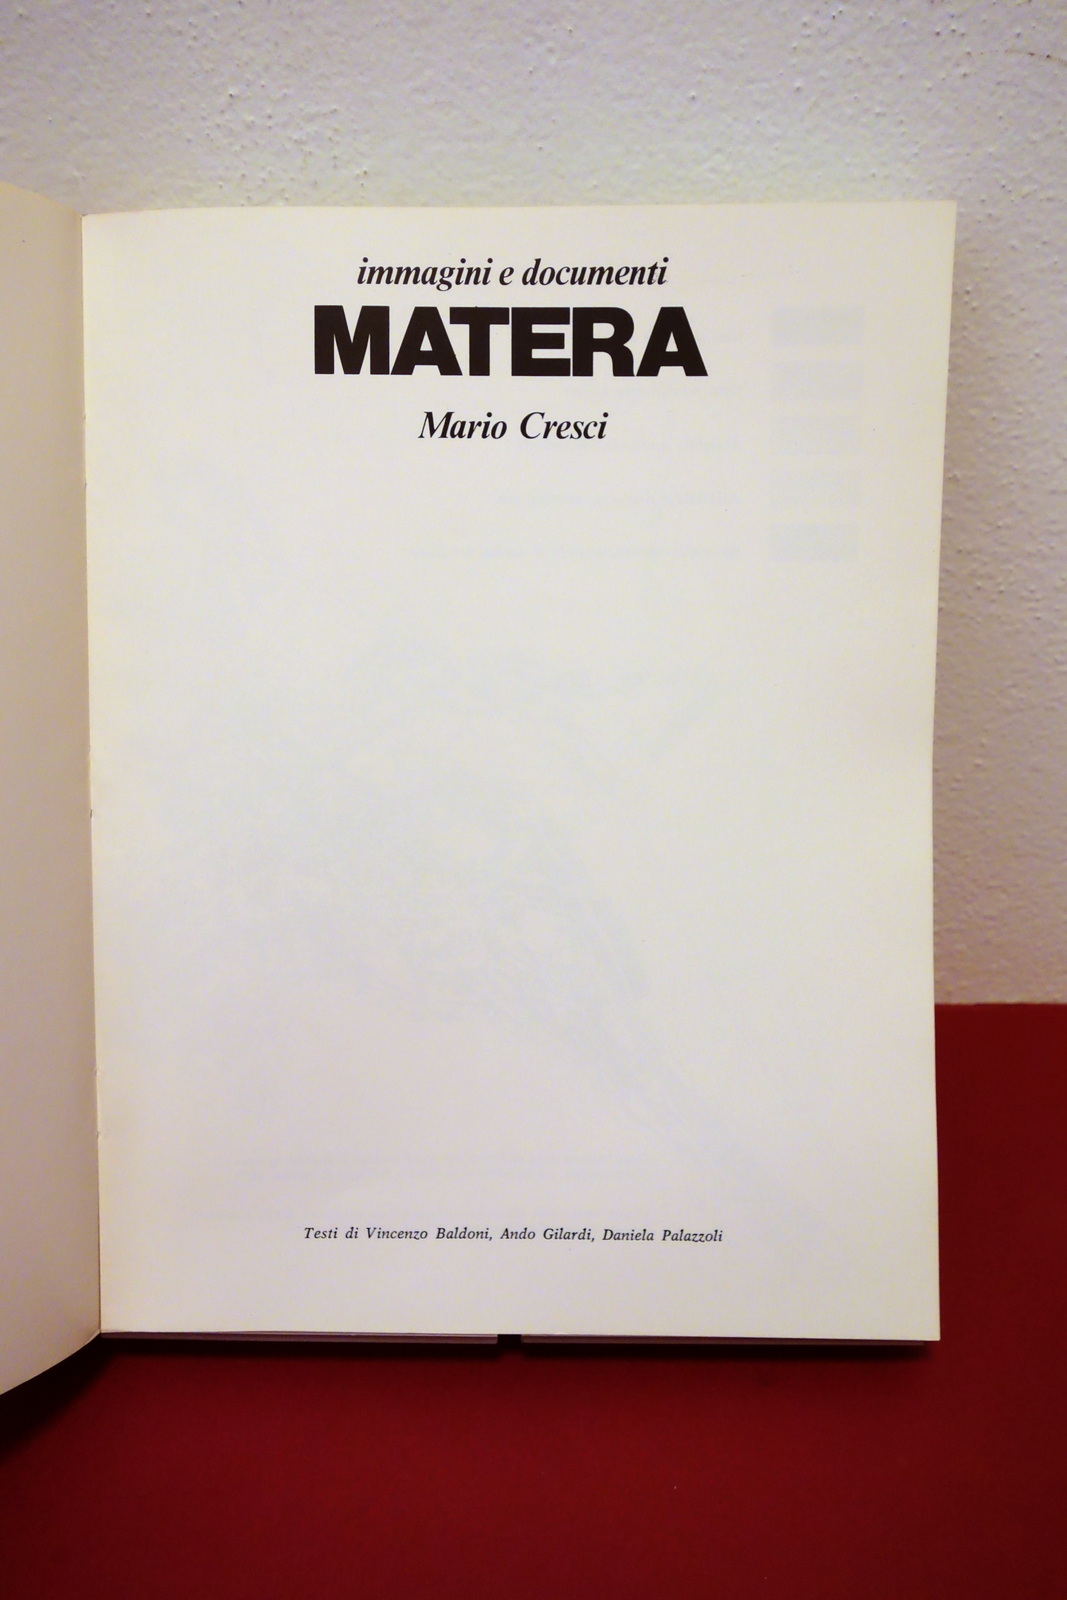 immagini e documenti
MATERA
Mario Cresci
Testi di Vincenzo Baldoni, Ando Gilardi, Daniela Palazzoli